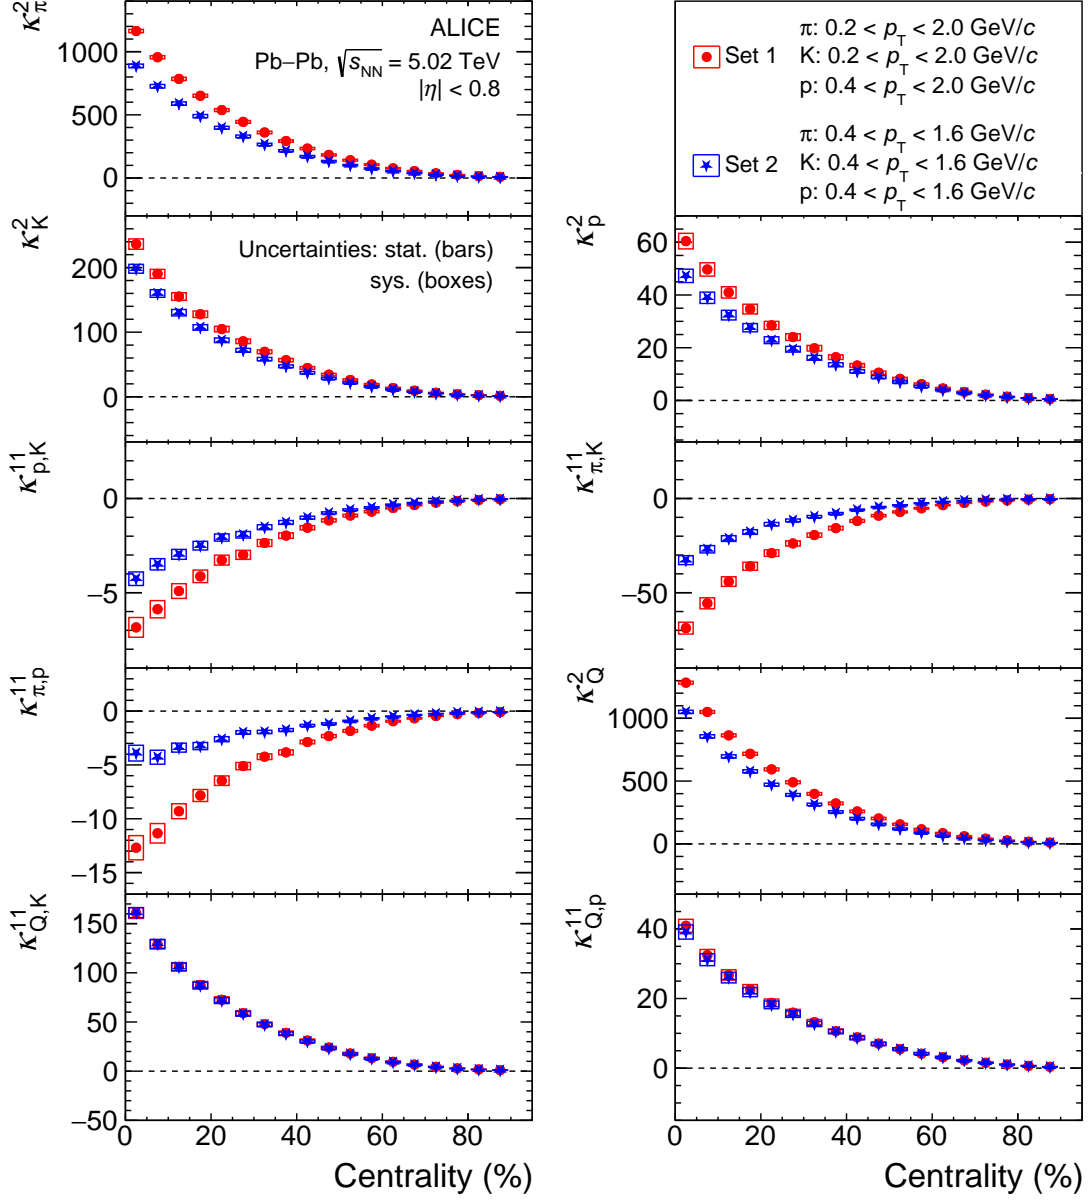 κ²π
1000
500
0
ALICE
Pb–Pb, √sNN = 5.02 TeV
|η| < 0.8
Set 1
π: 0.2 < pT < 2.0 GeV/c
K: 0.2 < pT < 2.0 GeV/c
p: 0.4 < pT < 2.0 GeV/c
Set 2
π: 0.4 < pT < 1.6 GeV/c
K: 0.4 < pT < 1.6 GeV/c
p: 0.4 < pT < 1.6 GeV/c
κ²K
200
100
0
Uncertainties: stat. (bars)
sys. (boxes)
κ²p
60
40
20
0
κ¹¹p,K
0
−5
κ¹¹π,K
0
−50
κ¹¹π,p
0
−5
−10
−15
κ²Q
1000
500
0
κ¹¹Q,K
150
100
50
0
−50
0 20 40 60 80
Centrality (%)
κ¹¹Q,p
40
20
0
0 20 40 60 80
Centrality (%)